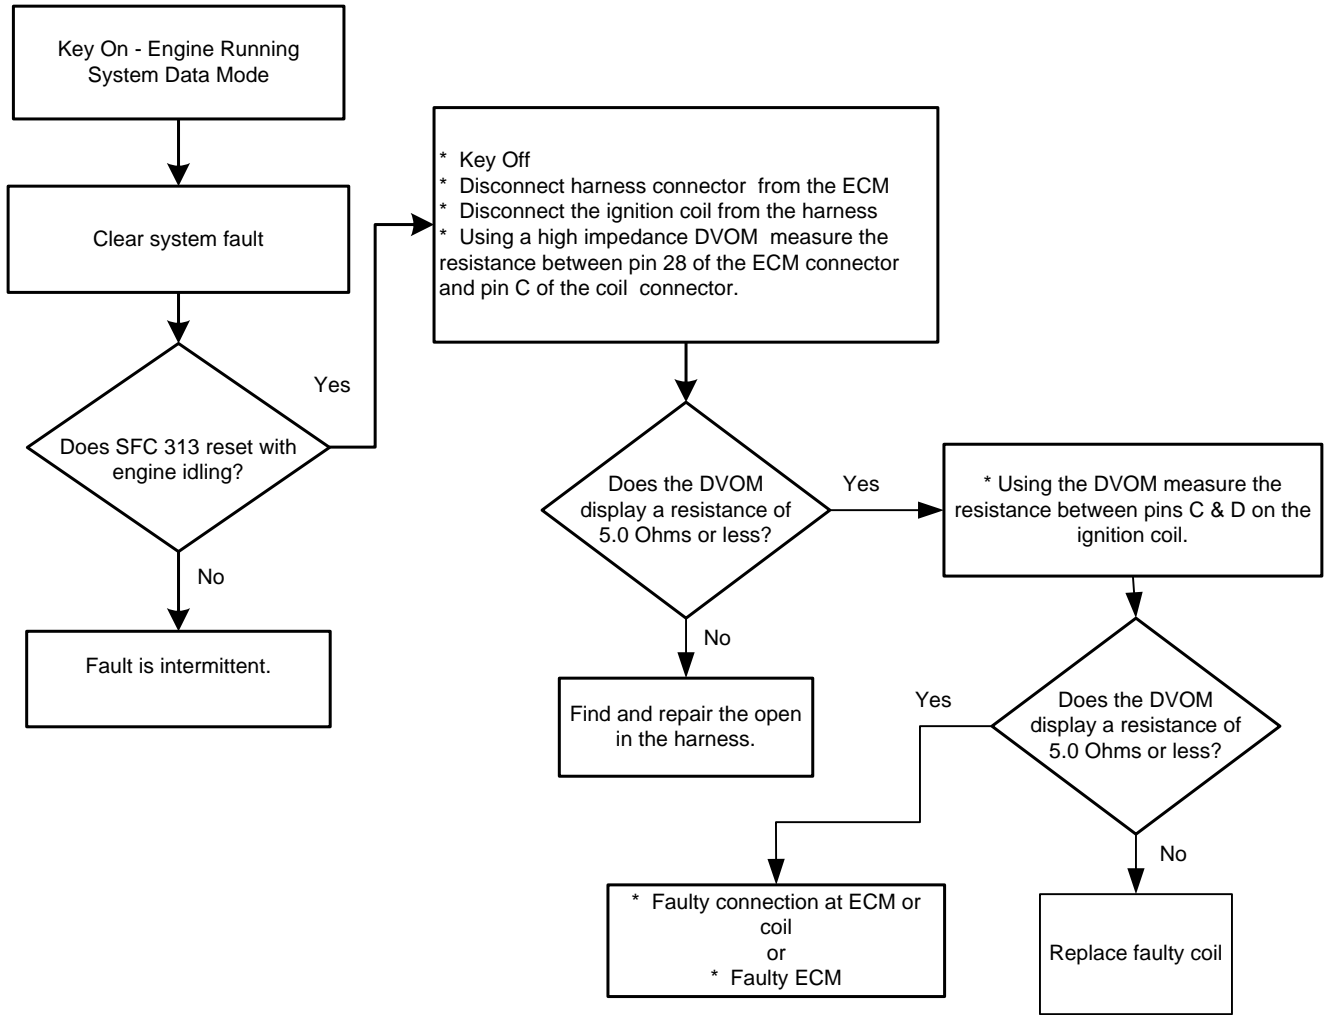 Key On - Engine Running
System Data Mode
Clear system fault
Does SFC 313 reset with
engine idling?
Yes
No
Fault is intermittent.
* Key Off
* Disconnect harness connector from the ECM
* Disconnect the ignition coil from the harness
* Using a high impedance DVOM measure the
resistance between pin 28 of the ECM connector
and pin C of the coil connector.
Does the DVOM
display a resistance of
5.0 Ohms or less?
Yes
No
Find and repair the open
in the harness.
* Using the DVOM measure the
resistance between pins C & D on the
ignition coil.
Does the DVOM
display a resistance of
5.0 Ohms or less?
Yes
No
* Faulty connection at ECM or
coil
or
* Faulty ECM
Replace faulty coil